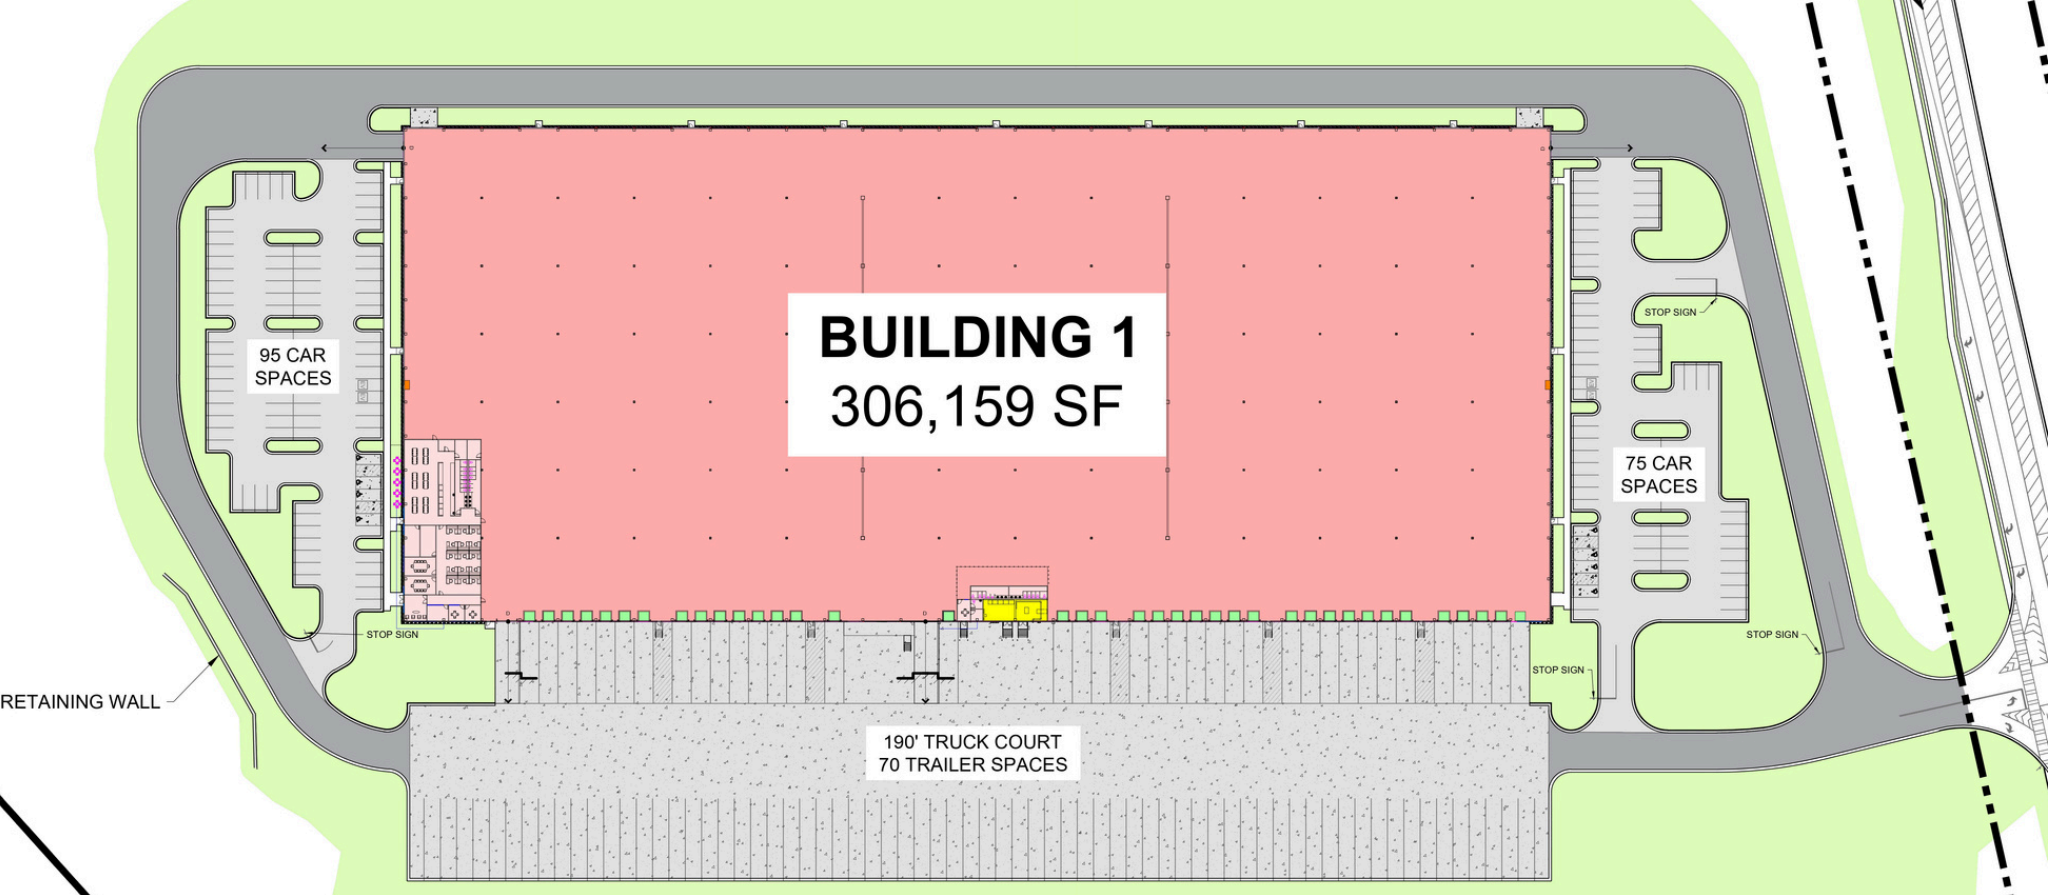 BUILDING 1
306,159 SF
95 CAR
SPACES
75 CAR
SPACES
STOP SIGN
STOP SIGN
STOP SIGN
STOP SIGN
RETAINING WALL
190' TRUCK COURT
70 TRAILER SPACES